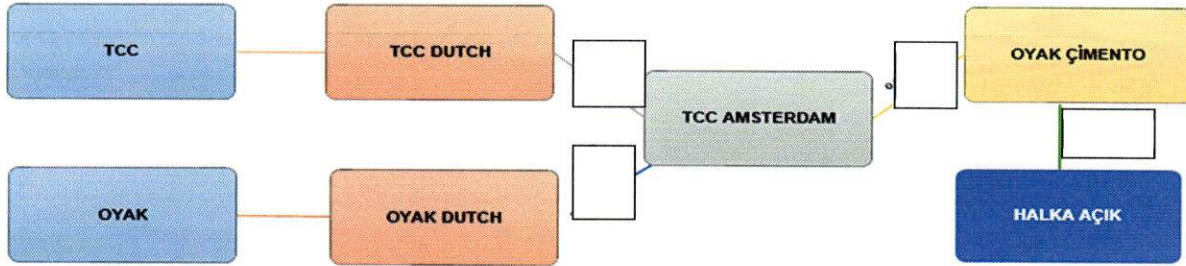 TCC
TCC DUTCH
TCC AMSTERDAM
OYAK ÇİMENTO
OYAK
OYAK DUTCH
HALKA AÇIK